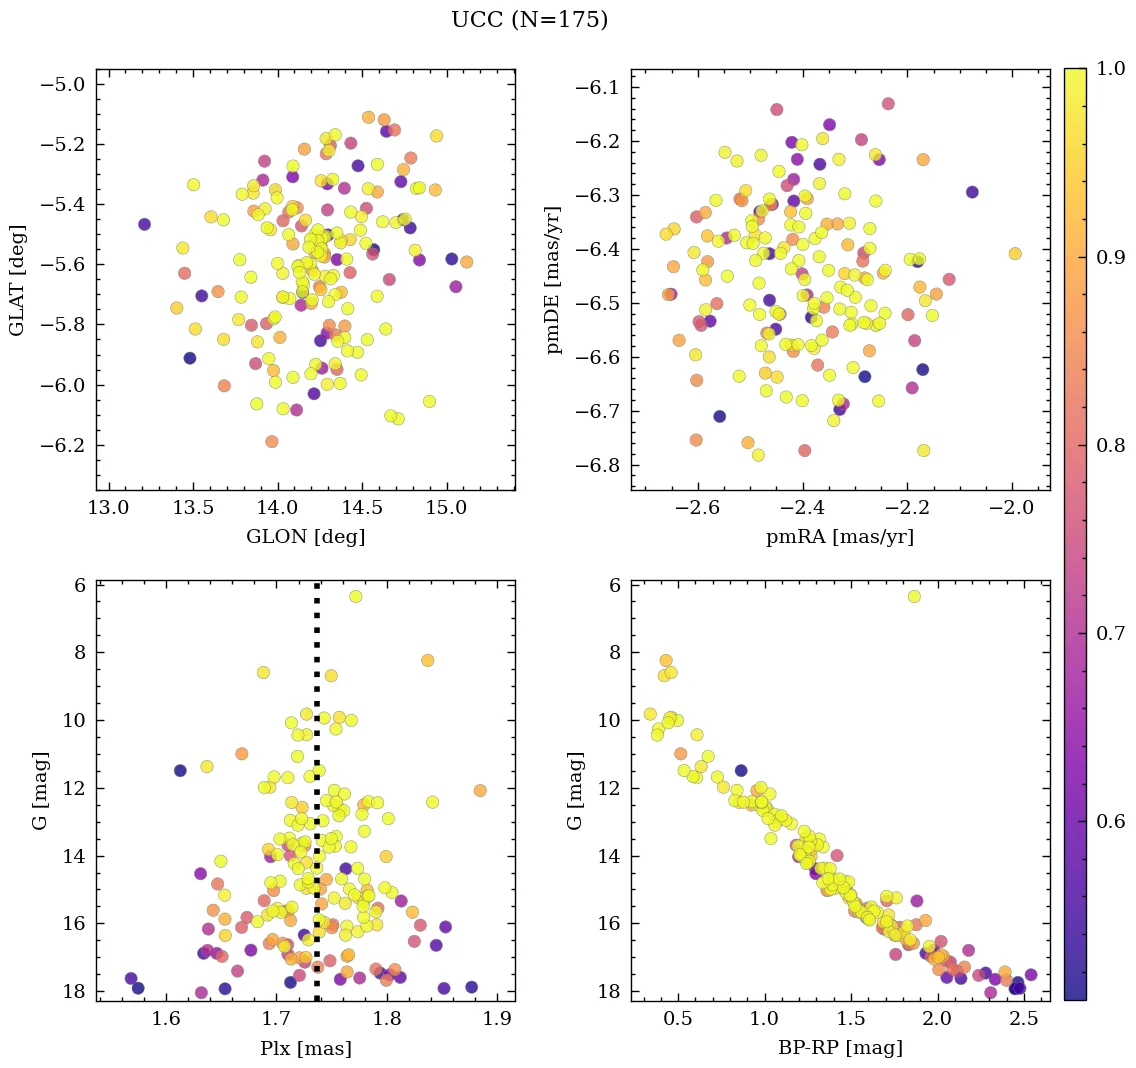 UCC (N=175)
−5.0
−5.2
−5.4
−5.6
−5.8
−6.0
−6.2
GLAT [deg]
13.0 13.5 14.0 14.5 15.0
GLON [deg]
−6.1
−6.2
−6.3
−6.4
−6.5
−6.6
−6.7
−6.8
pmDE [mas/yr]
−2.6 −2.4 −2.2 −2.0
pmRA [mas/yr]
1.0
0.9
0.8
0.7
0.6
6
8
10
12
14
16
18
G [mag]
1.6 1.7 1.8 1.9
Plx [mas]
6
8
10
12
14
16
18
G [mag]
0.5 1.0 1.5 2.0 2.5
BP-RP [mag]